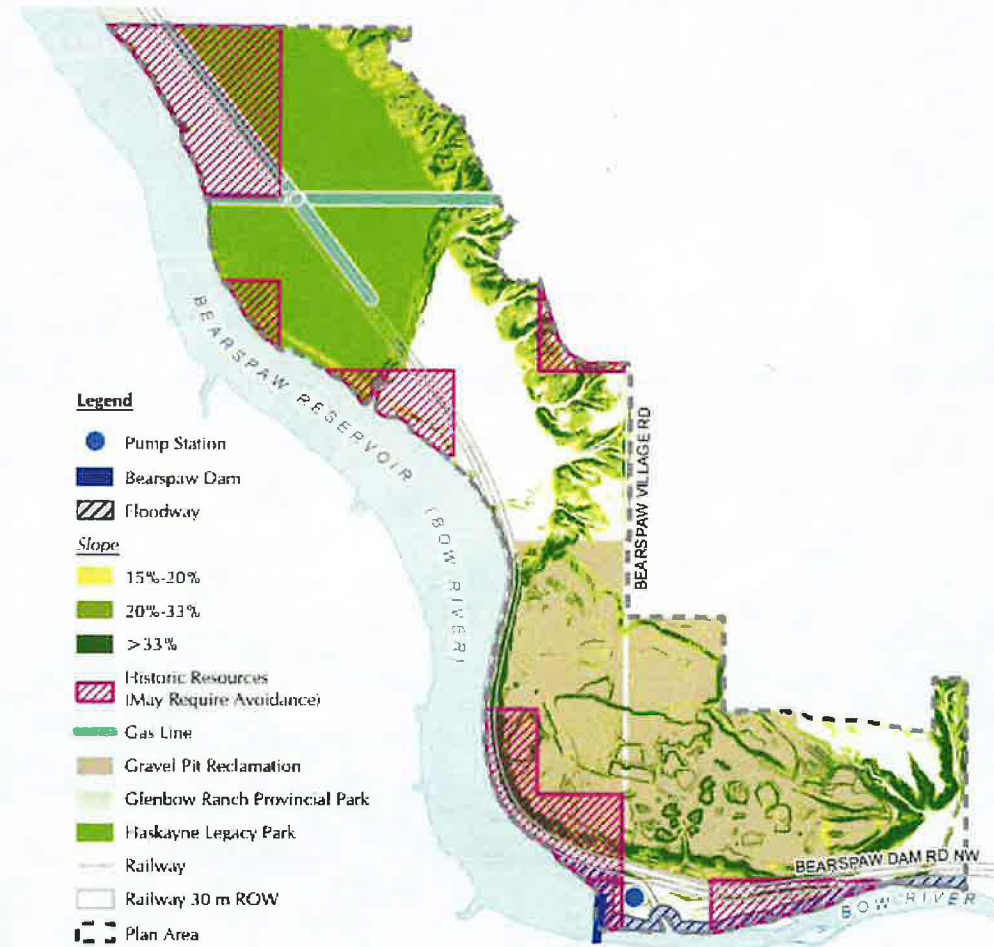 BEARSPAW RESERVOIR (BOW RIVER)
BEARSPAW VILLAGE RD
BEARSPAW DAM RD NW
BOW RIVER
Legend
Pump Station
Bearspaw Dam
Floodway
Slope
15%-20%
20%-33%
>33%
Historic Resources
(May Require Avoidance)
Gas Line
Gravel Pit Reclamation
Glenbow Ranch Provincial Park
Haskayne Legacy Park
Railway
Railway 30 m ROW
Plan Area